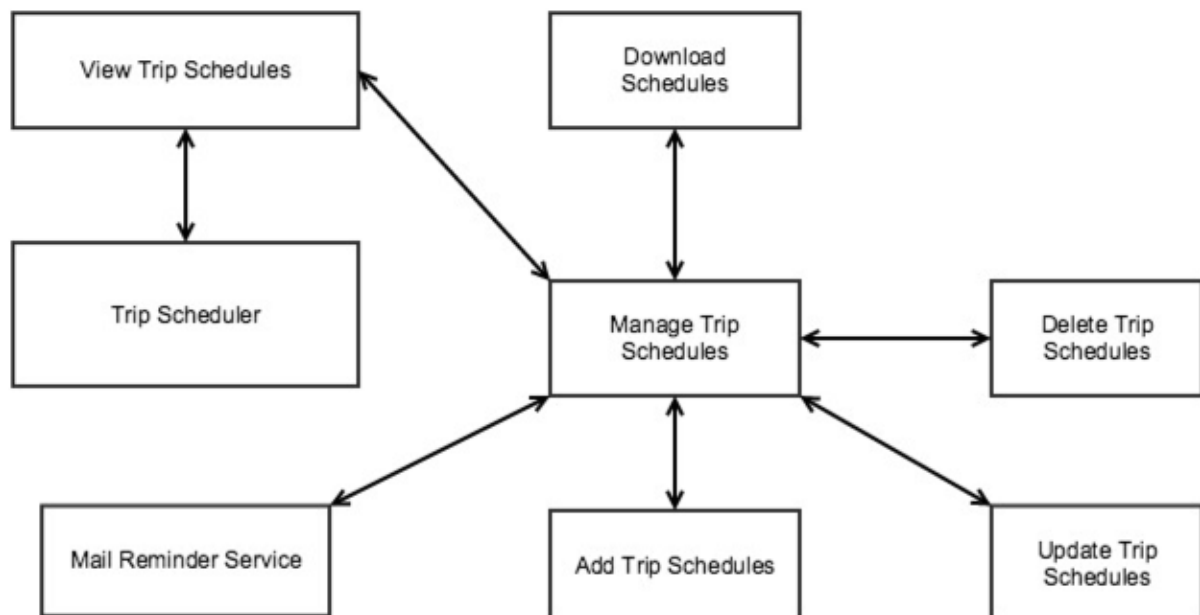 View Trip Schedules
Download
Schedules
Trip Scheduler
Manage Trip
Schedules
Delete Trip
Schedules
Mail Reminder Service
Add Trip Schedules
Update Trip
Schedules